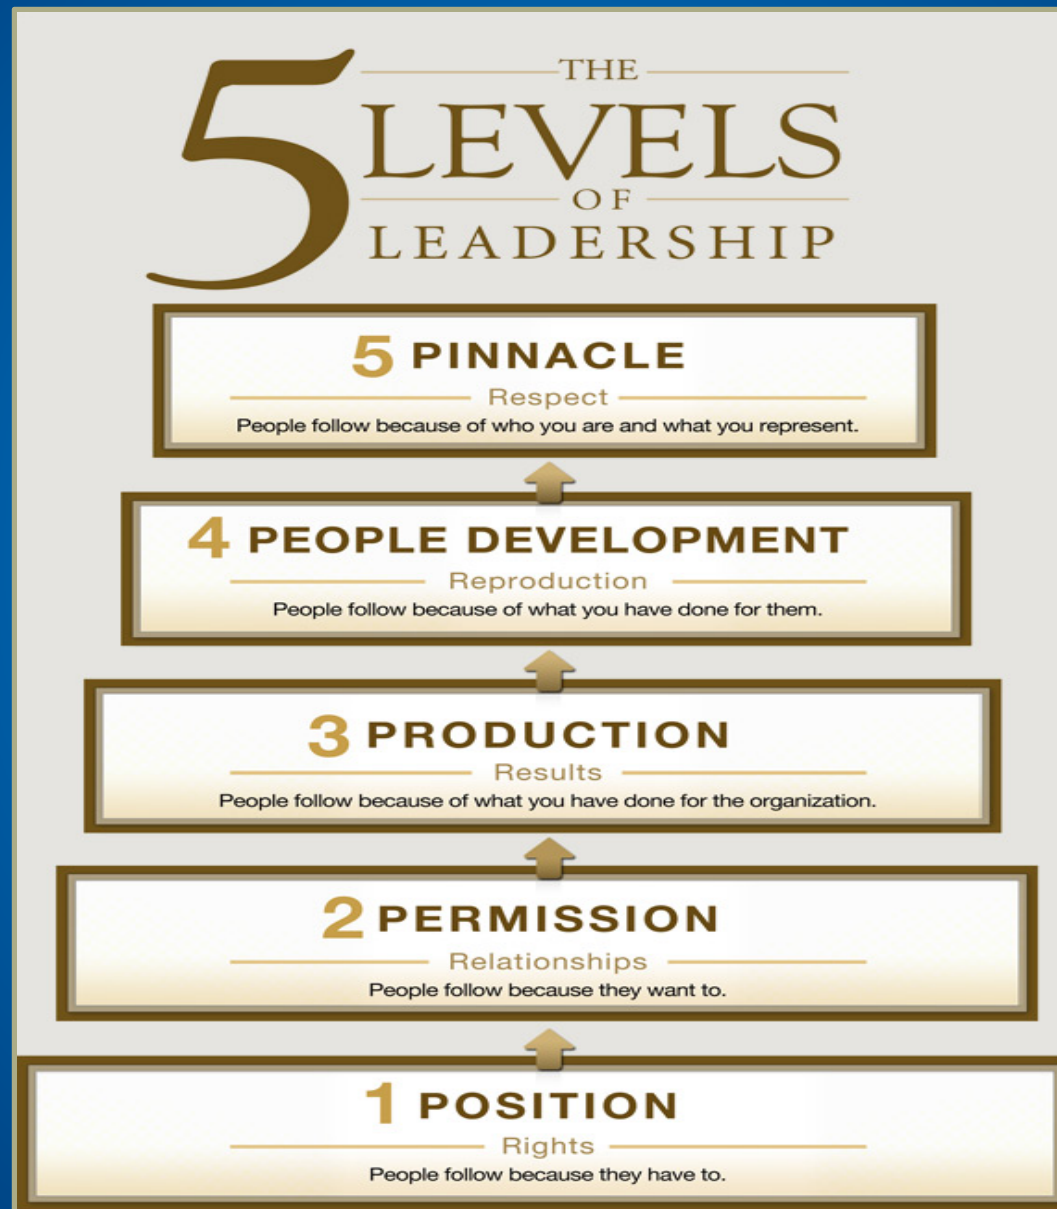 THE
5 LEVELS
OF
LEADERSHIP
5 PINNACLE
Respect
People follow because of who you are and what you represent.
4 PEOPLE DEVELOPMENT
Reproduction
People follow because of what you have done for them.
3 PRODUCTION
Results
People follow because of what you have done for the organization.
2 PERMISSION
Relationships
People follow because they want to.
1 POSITION
Rights
People follow because they have to.